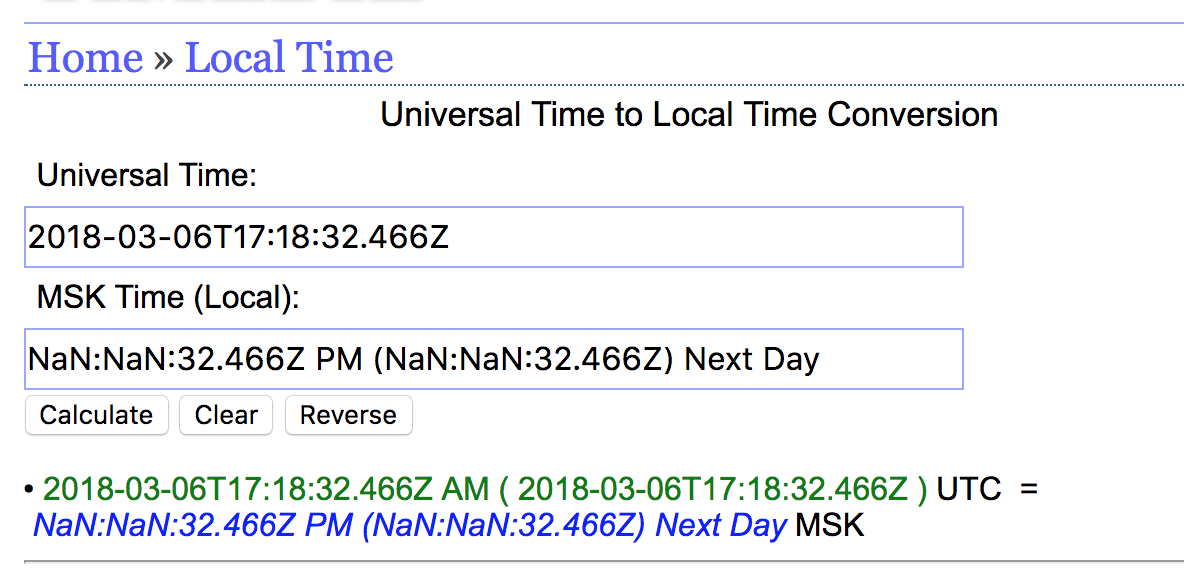 Home » Local Time
Universal Time to Local Time Conversion
Universal Time:
2018-03-06T17:18:32.466Z
MSK Time (Local):
NaN:NaN:32.466Z PM (NaN:NaN:32.466Z) Next Day
Calculate Clear Reverse
• 2018-03-06T17:18:32.466Z AM ( 2018-03-06T17:18:32.466Z ) UTC =
NaN:NaN:32.466Z PM (NaN:NaN:32.466Z) Next Day MSK